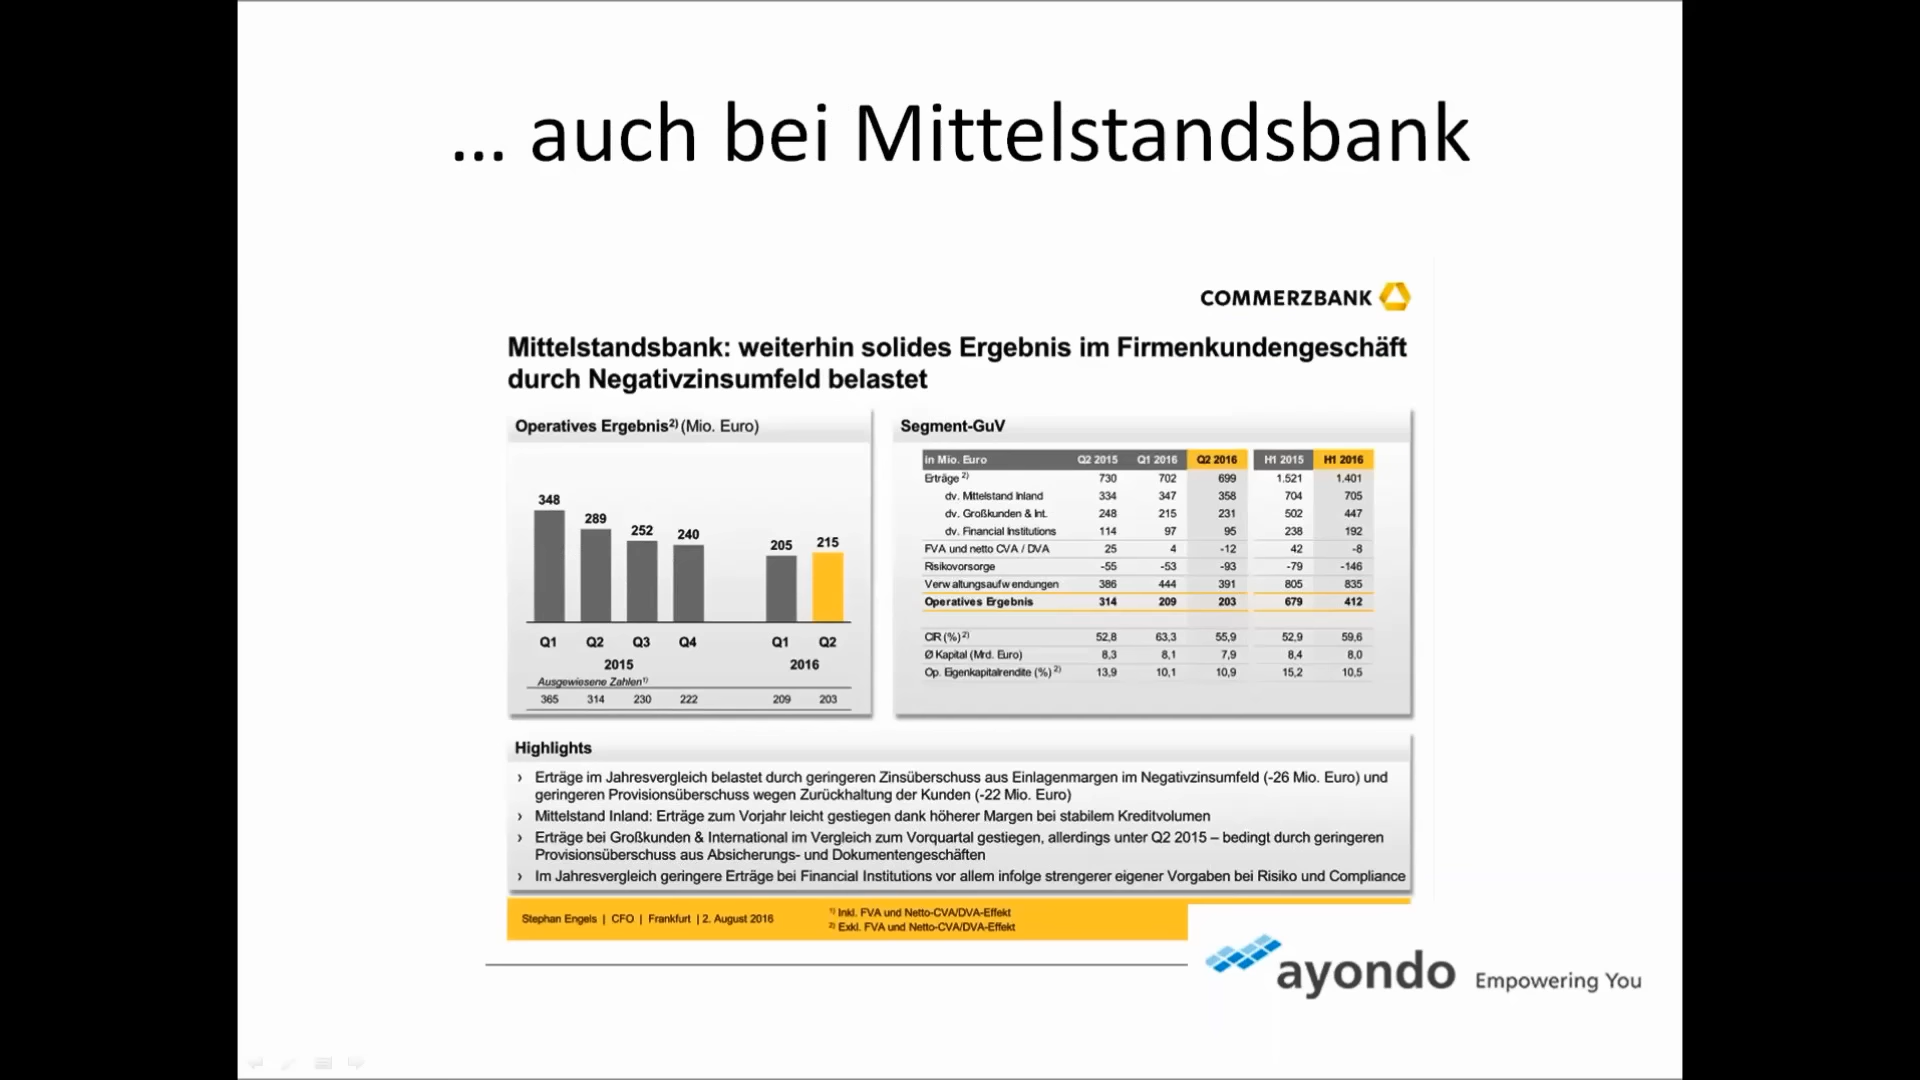 ... auch bei Mittelstandsbank
COMMERZBANK
Mittelstandsbank: weiterhin solides Ergebnis im Firmenkundengeschäft
durch Negativzinsumfeld belastet
Operatives Ergebnis2) (Mio. Euro)
348
289
252
240
205
215
Q1 Q2 Q3 Q4 Q1 Q2
2015 2016
Ausgewiesene Zahlen1)
365 314 230 222 209 203
Segment-GuV
in Mio. Euro Q2 2015 Q1 2016 Q2 2016 H1 2015 H1 2016
Erträge 2) 730 702 699 1.521 1.401
dv. Mittelstand Inland 334 347 358 704 705
dv. Großkunden & Int. 248 215 231 502 447
dv. Financial Institutions 114 97 95 238 192
FVA und netto CVA / DVA 25 4 -12 42 -8
Risikovorsorge -55 -53 -93 -79 -146
Verwaltungsaufwendungen 386 444 391 805 835
Operatives Ergebnis 314 209 203 679 412
CIR (%)2) 52,8 63,3 55,9 52,9 59,6
Ø Kapital (Mrd. Euro) 8,3 8,1 7,9 8,4 8,0
Op. Eigenkapitalrendite (%) 2) 13,9 10,1 10,9 15,2 10,5
Highlights
› Erträge im Jahresvergleich belastet durch geringeren Zinsüberschuss aus Einlagenmargen im Negativzinsumfeld (-26 Mio. Euro) und
geringeren Provisionsüberschuss wegen Zurückhaltung der Kunden (-22 Mio. Euro)
› Mittelstand Inland: Erträge zum Vorjahr leicht gestiegen dank höherer Margen bei stabilem Kreditvolumen
› Erträge bei Großkunden & International im Vergleich zum Vorquartal gestiegen, allerdings unter Q2 2015 – bedingt durch geringeren
Provisionsüberschuss aus Absicherungs- und Dokumentengeschäften
› Im Jahresvergleich geringere Erträge bei Financial Institutions vor allem infolge strengerer eigener Vorgaben bei Risiko und Compliance
Stephan Engels | CFO | Frankfurt | 2. August 2016
1) Inkl. FVA und Netto-CVA/DVA-Effekt
2) Exkl. FVA und Netto-CVA/DVA-Effekt
ayondo Empowering You